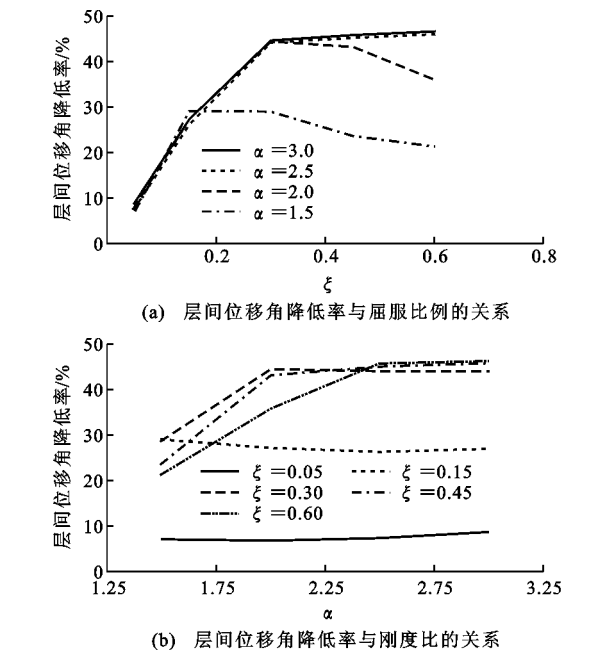 50
40
30
20
10
0
层间位移角降低率/%
α=3.0
α=2.5
α=2.0
α=1.5
0.2 0.4 0.6 0.8
ξ
(a) 层间位移角降低率与屈服比例的关系
50
40
30
20
10
0
层间位移角降低率/%
ξ=0.05 ξ=0.15
ξ=0.30 ξ=0.45
ξ=0.60
1.25 1.75 2.25 2.75 3.25
α
(b) 层间位移角降低率与刚度比的关系